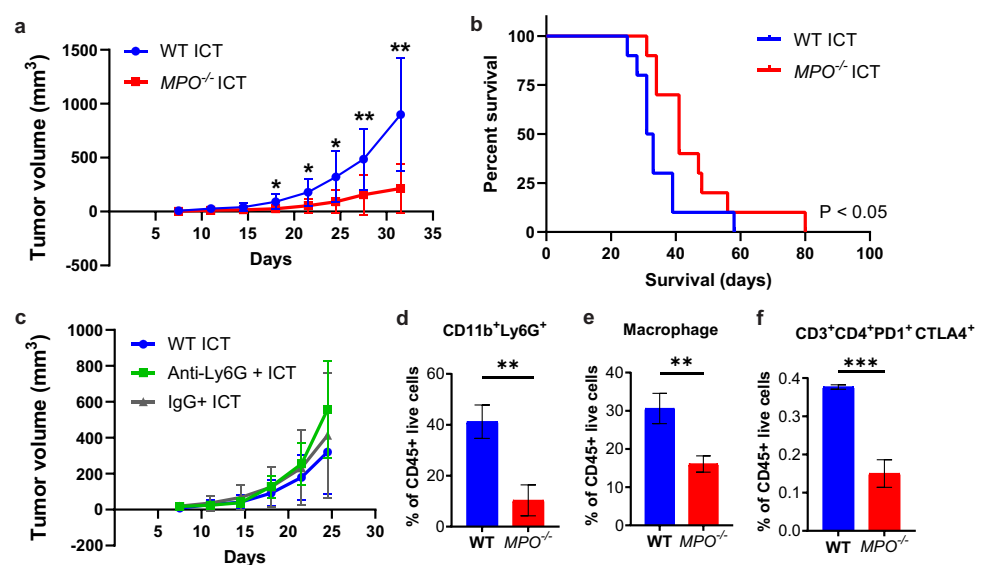 a
WT ICT
MPO-/- ICT
Tumor volume (mm3)
1500
1000
500
0
-500
5 10 15 20 25 30 35
Days
* * * ** **
b
WT ICT
MPO-/- ICT
Percent survival
100
75
50
25
0
0 20 40 60 80 100
Survival (days)
P < 0.05
c
WT ICT
Anti-Ly6G + ICT
IgG+ ICT
Tumor volume (mm3)
1000
800
600
400
200
0
-200
5 10 15 20 25 30
Days
d
CD11b+Ly6G+
**
% of CD45+ live cells
60
40
20
0
WT MPO-/-
e
Macrophage
**
% of CD45+ live cells
40
30
20
10
0
WT MPO-/-
f
CD3+CD4+PD1+CTLA4+
***
% of CD45+ live cells
0.4
0.3
0.2
0.1
0.0
WT MPO-/-